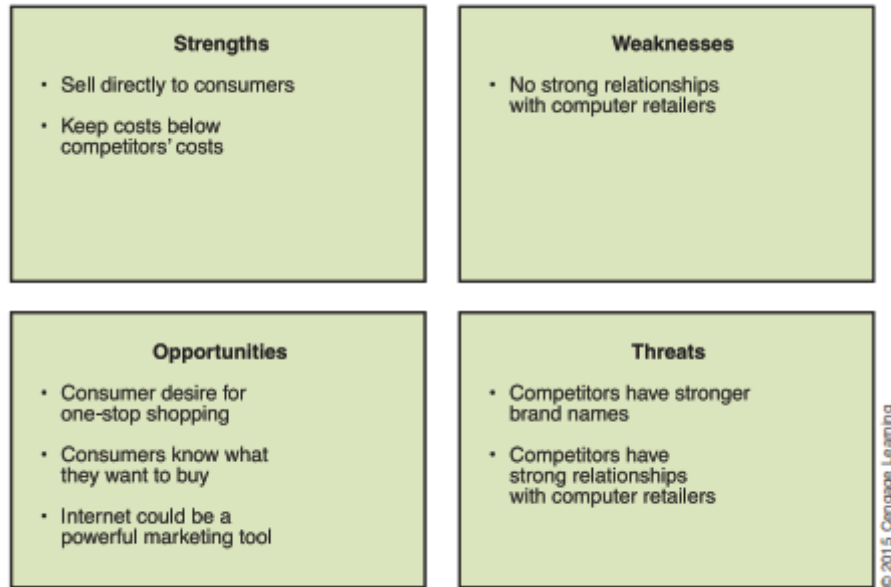 Strengths
• Sell directly to consumers
• Keep costs below
competitors' costs
Weaknesses
• No strong relationships
with computer retailers
Opportunities
• Consumer desire for
one-stop shopping
• Consumers know what
they want to buy
• Internet could be a
powerful marketing tool
Threats
• Competitors have stronger
brand names
• Competitors have
strong relationships
with computer retailers
© 2015 Cengage Learning